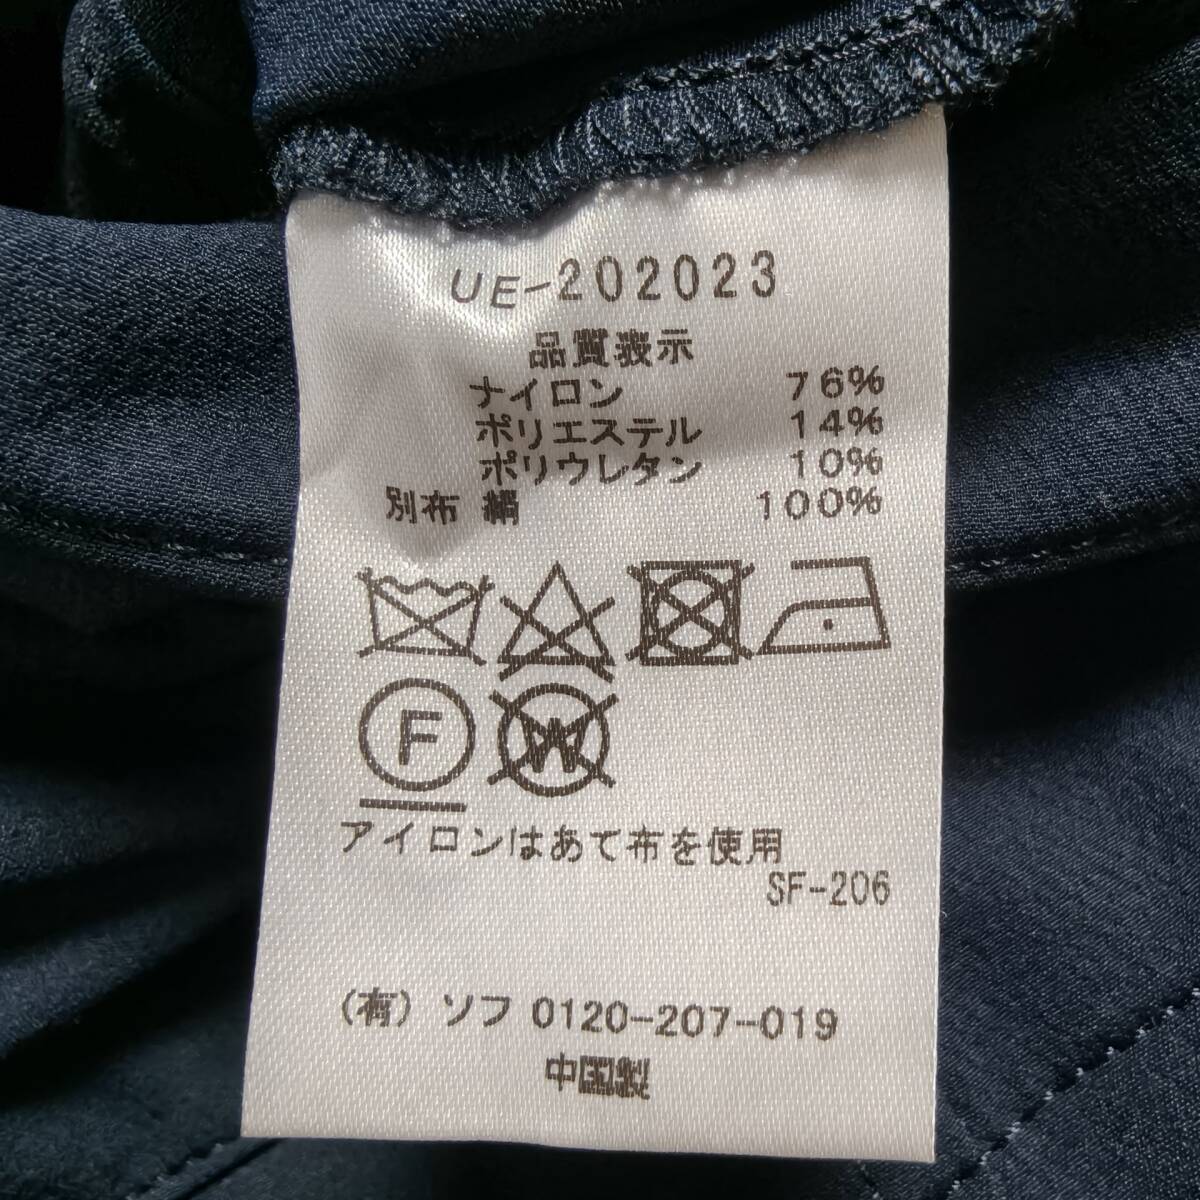 UE-202023
品質表示
ナイロン 76%
ポリエステル 14%
ポリウレタン 10%
別布 絹 100%
F
W
アイロンはあて布を使用
SF-206
(有) ソフ 0120-207-019
中国製